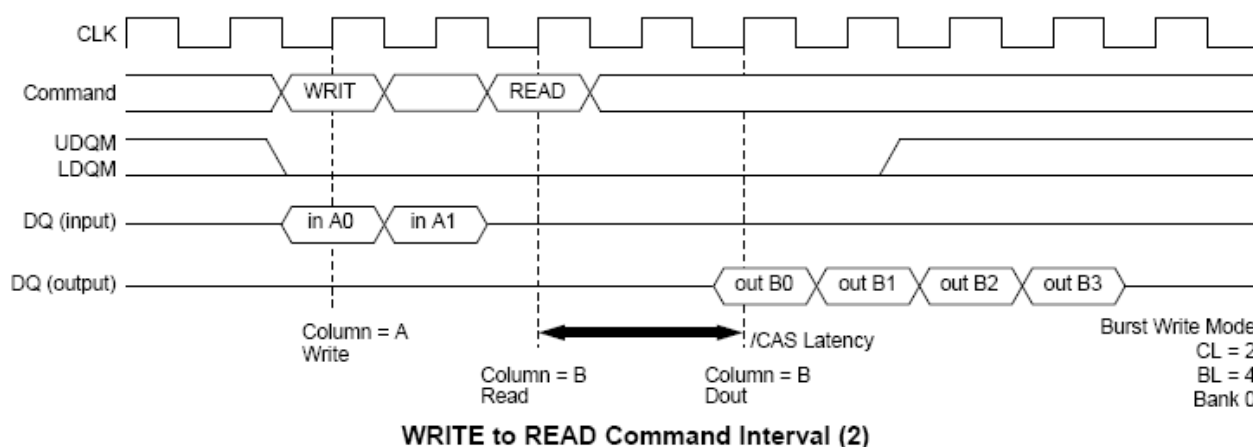 CLK
Command WRIT READ
UDQM
LDQM
DQ (input) in A0 in A1
DQ (output) out B0 out B1 out B2 out B3
Column = A
Write
/CAS Latency
Column = B
Read
Column = B
Dout
Burst Write Mode
CL = 2
BL = 4
Bank 0
WRITE to READ Command Interval (2)